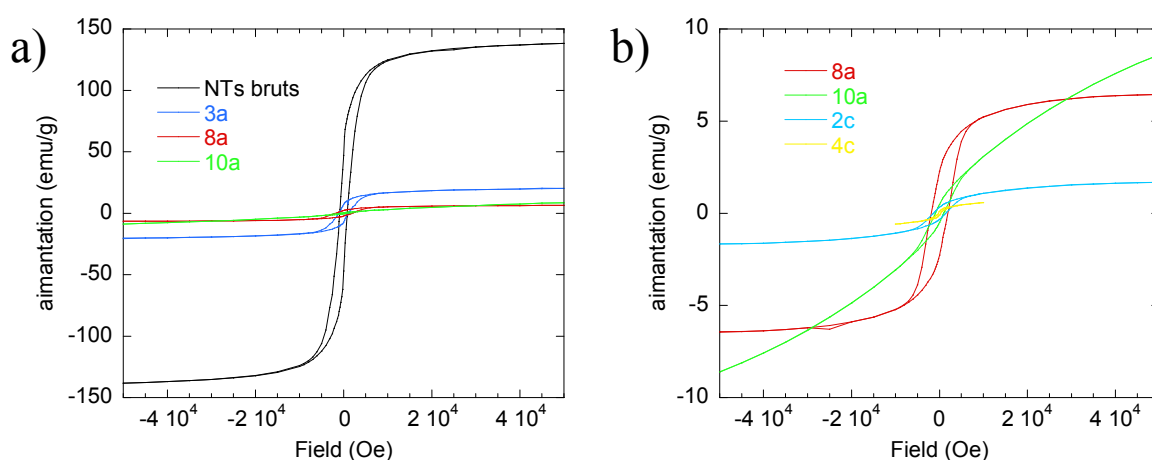 a)
150
100
50
0
-50
-100
-150
aimantation (emu/g)
NTs bruts
3a
8a
10a
-4 10⁴
-2 10⁴
0
2 10⁴
4 10⁴
Field (Oe)
b)
10
5
0
-5
-10
aimantation (emu/g)
8a
10a
2c
4c
-4 10⁴
-2 10⁴
0
2 10⁴
4 10⁴
Field (Oe)